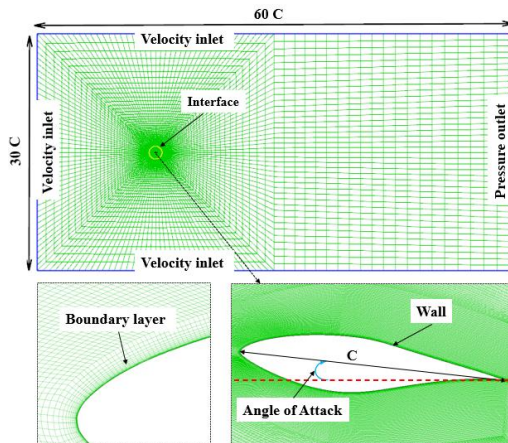 60 C
Velocity inlet
Interface
30 C
Velocity inlet
Pressure outlet
Velocity inlet
Boundary layer
Wall
C
Angle of Attack